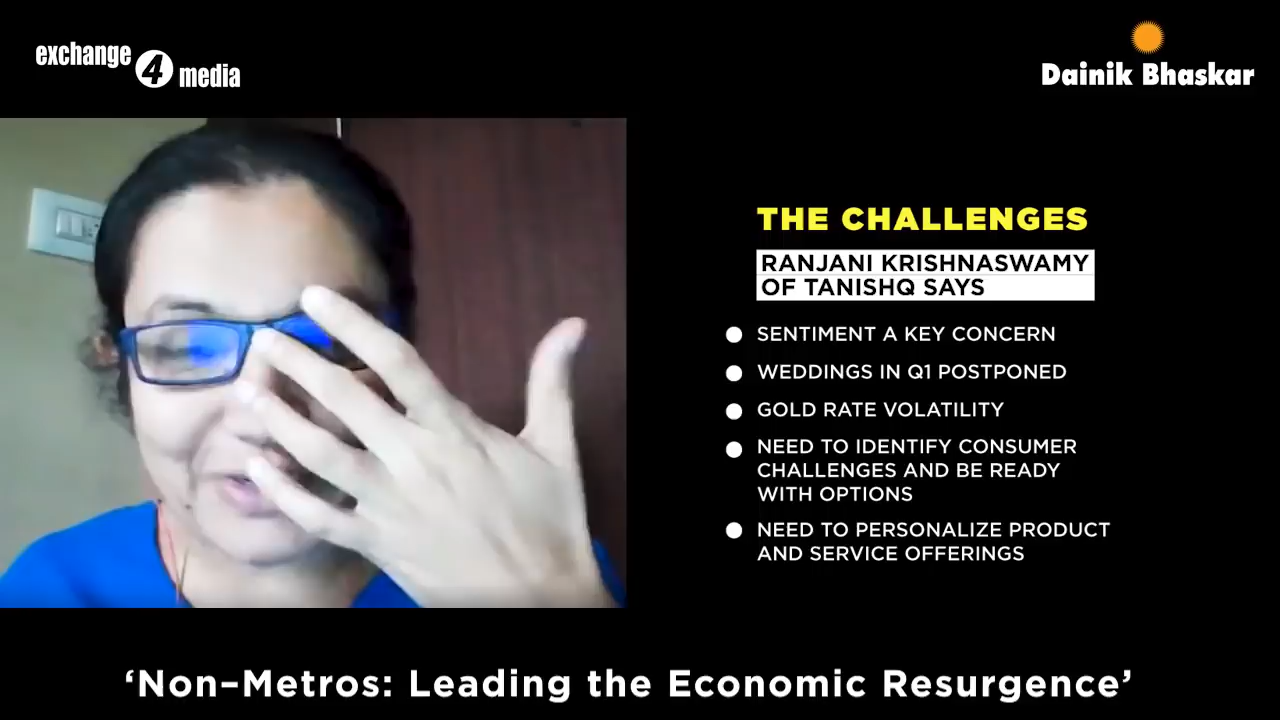 exchange
4
media
Dainik Bhaskar
THE CHALLENGES
RANJANI KRISHNASWAMY
OF TANISHQ SAYS
SENTIMENT A KEY CONCERN
WEDDINGS IN Q1 POSTPONED
GOLD RATE VOLATILITY
NEED TO IDENTIFY CONSUMER
CHALLENGES AND BE READY
WITH OPTIONS
NEED TO PERSONALIZE PRODUCT
AND SERVICE OFFERINGS
‘Non–Metros: Leading the Economic Resurgence’